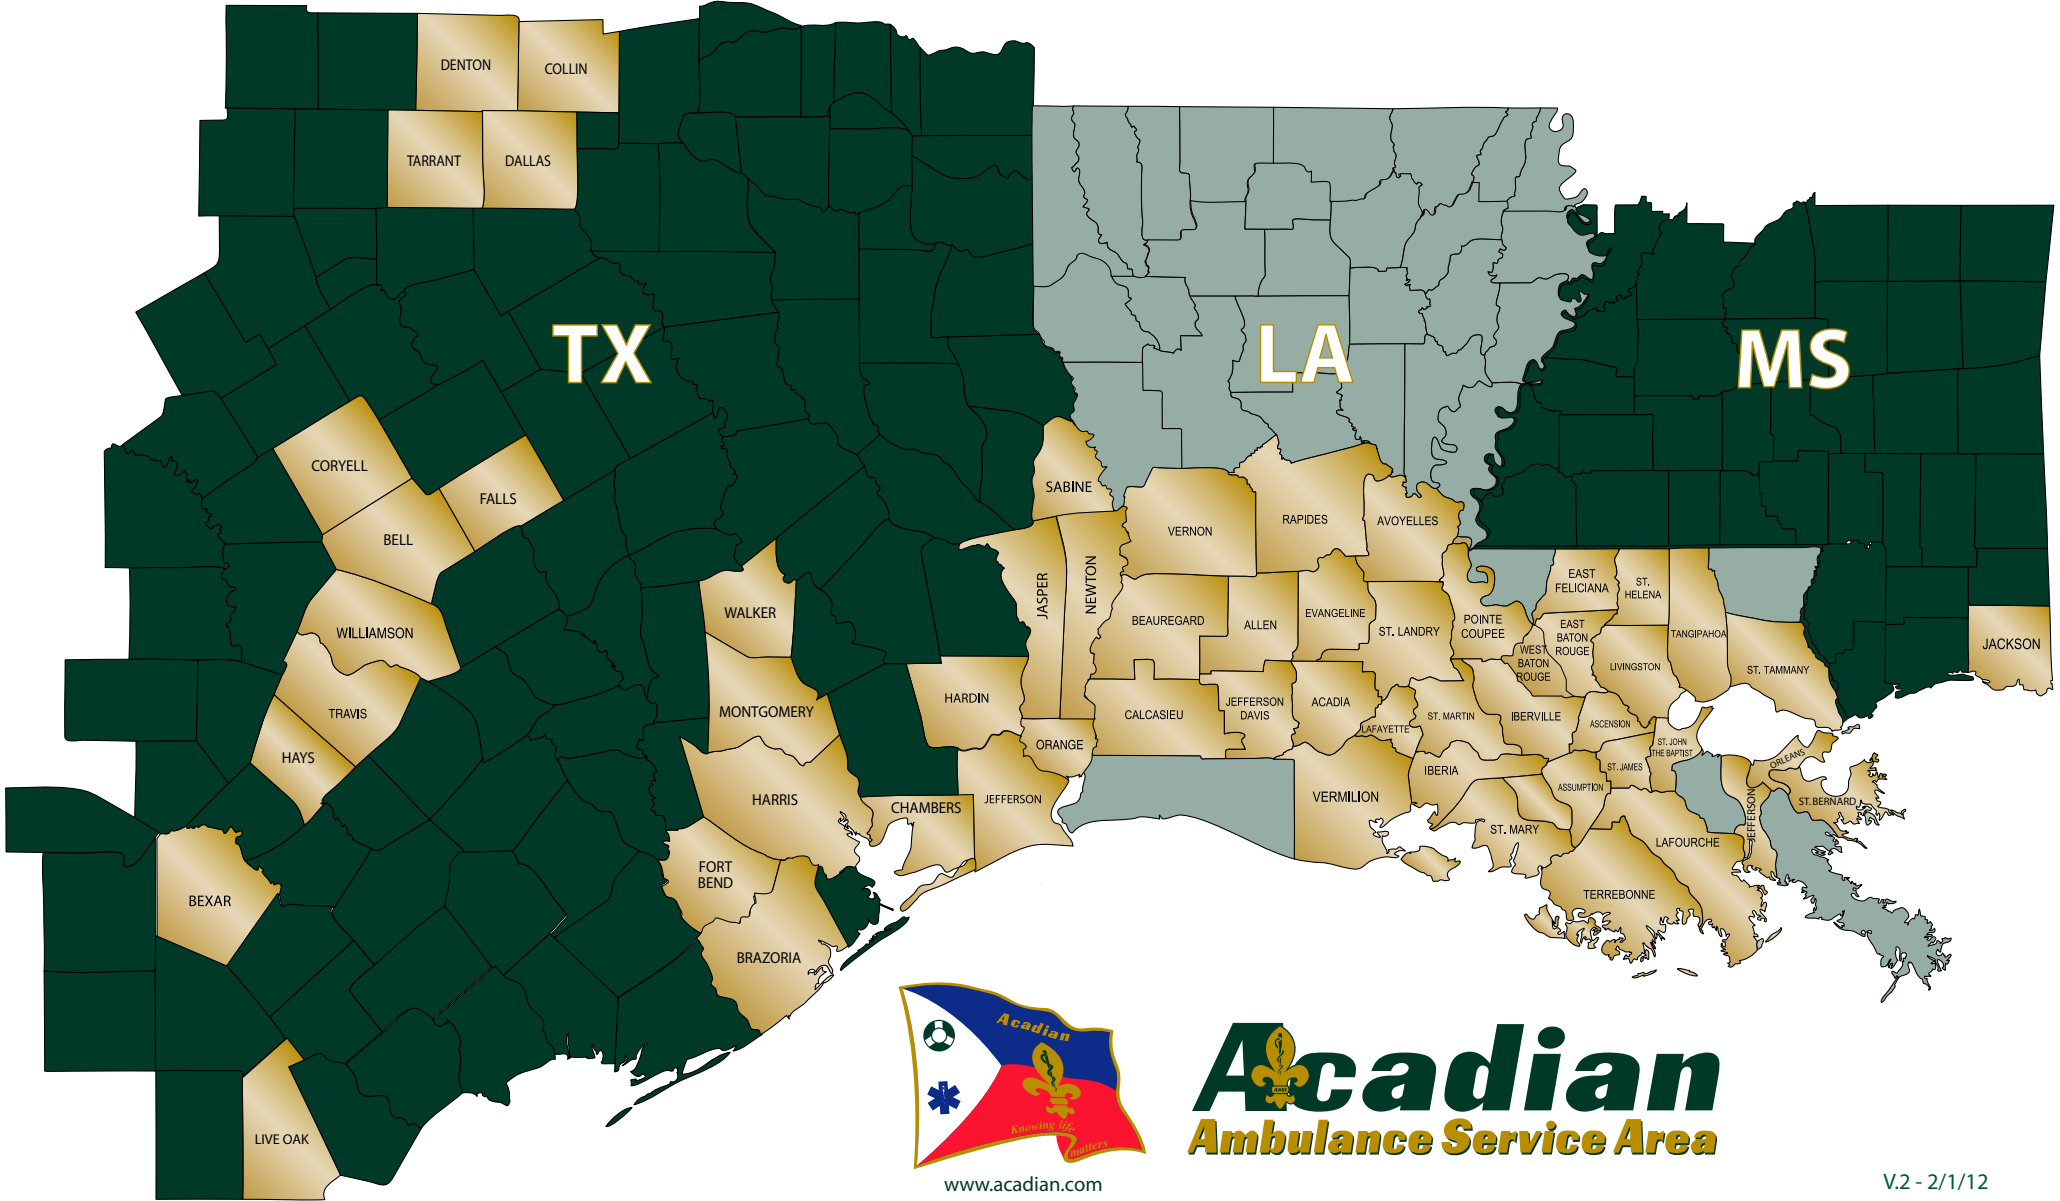 DENTON
COLLIN
TARRANT
DALLAS
TX
LA
MS
CORYELL
FALLS
BELL
SABINE
VERNON
RAPIDES
AVOYELLES
JASPER
NEWTON
WALKER
WILLIAMSON
BEAUREGARD
ALLEN
EVANGELINE
ST. LANDRY
POINTE
COUPEE
EAST
FELICIANA
ST.
HELENA
EAST
BATON
ROUGE
WEST
BATON
ROUGE
TANGIPAHOA
LIVINGSTON
ST. TAMMANY
JACKSON
TRAVIS
HAYS
MONTGOMERY
HARDIN
ORANGE
CALCASIEU
JEFFERSON
DAVIS
ACADIA
LAFAYETTE
ST. MARTIN
IBERVILLE
ASCENSION
ST. JOHN
THE BAPTIST
ST. JAMES
ORLEANS
HARRIS
CHAMBERS
JEFFERSON
VERMILION
IBERIA
ASSUMPTION
ST. MARY
JEFFERSON
ST. BERNARD
LAFOURCHE
TERREBONNE
FORT
BEND
BEXAR
BRAZORIA
LIVE OAK
Acadian
Knowing life
matters
www.acadian.com
Acadian
Ambulance Service Area
V.2 - 2/1/12